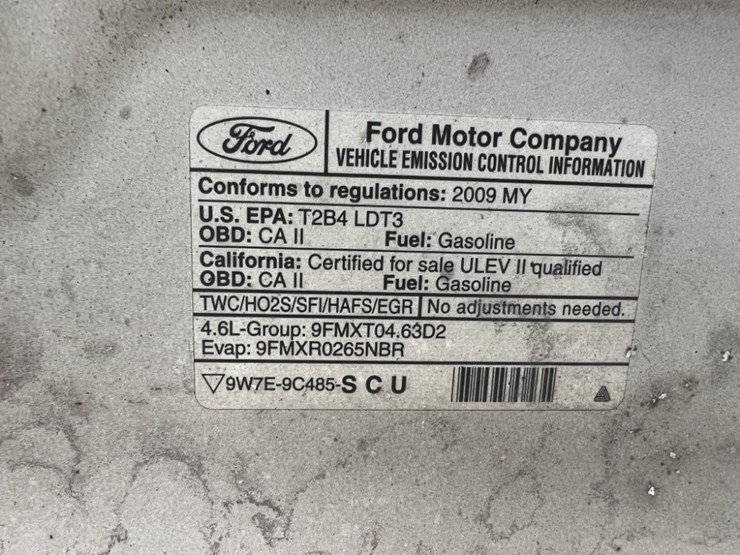 Ford
Ford Motor Company
VEHICLE EMISSION CONTROL INFORMATION
Conforms to regulations: 2009 MY
U.S. EPA: T2B4 LDT3
OBD: CA II Fuel: Gasoline
California: Certified for sale ULEV II qualified
OBD: CA II Fuel: Gasoline
TWC/HO2S/SFI/HAFS/EGR No adjustments needed.
4.6L-Group: 9FMXT04.63D2
Evap: 9FMXR0265NBR
9W7E-9C485-S C U